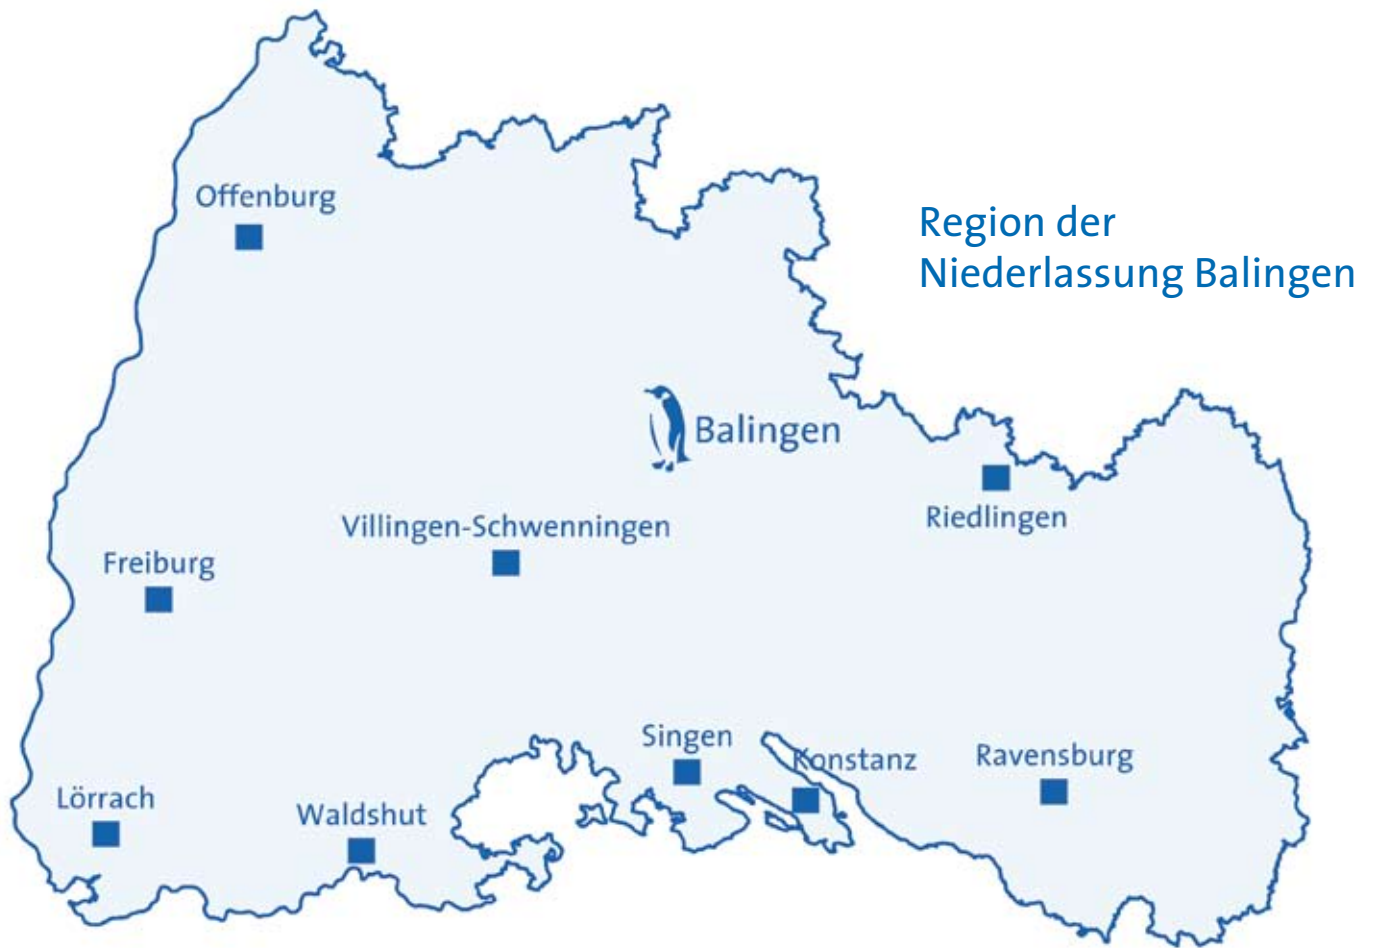 Offenburg
Region der
Niederlassung Balingen
Balingen
Riedlingen
Villingen-Schwenningen
Freiburg
Singen
Konstanz
Ravensburg
Lörrach
Waldshut